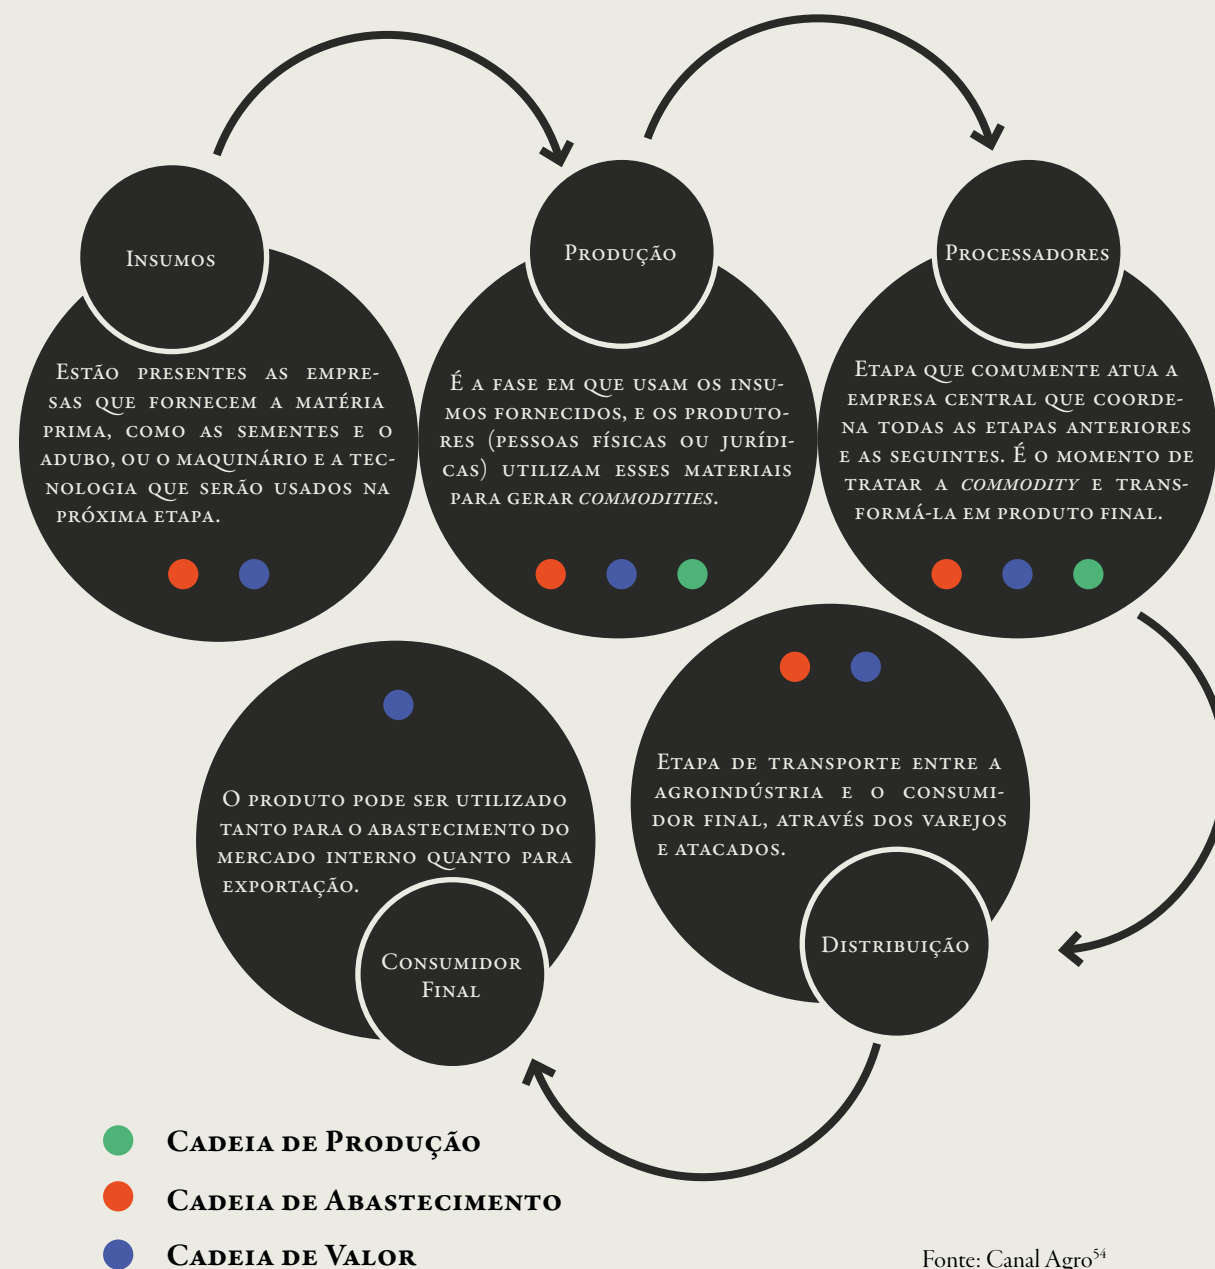 Insumos
Estão presentes as empre-
sas que fornecem a matéria
prima, como as sementes e o
adubo, ou o maquinário e a tec-
nologia que serão usados na
próxima etapa.
Produção
É a fase em que usam os insu-
mos fornecidos, e os produto-
res (pessoas físicas ou jurídi-
cas) utilizam esses materiais
para gerar commodities.
Processadores
Etapa que comumente atua a
empresa central que coorde-
na todas as etapas anteriores
e as seguintes. É o momento de
tratar a commodity e trans-
formá-la em produto final.
Etapa de transporte entre a
agroindústria e o consumi-
dor final, através dos varejos
e atacados.
Distribuição
O produto pode ser utilizado
tanto para o abastecimento do
mercado interno quanto para
exportação.
Consumidor
Final
Cadeia de Produção
Cadeia de Abastecimento
Cadeia de Valor
Fonte: Canal Agro54